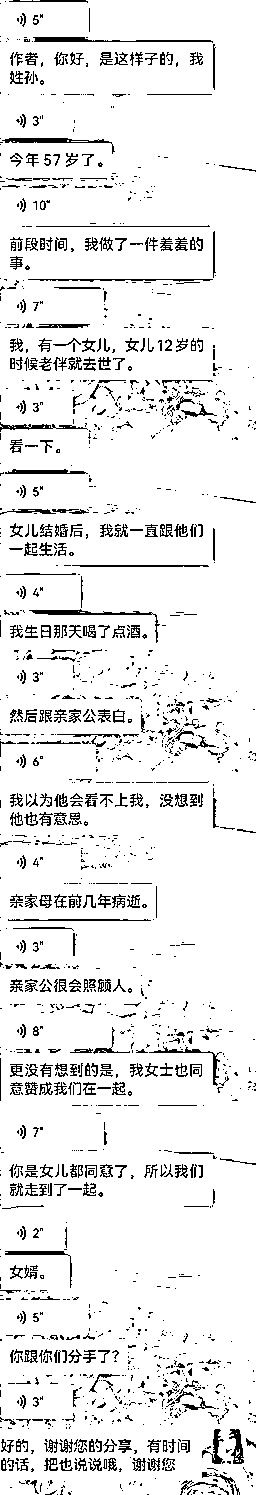 5"
作者，你好，是这样子的，我
姓孙。
3"
今年 57 岁了。
10"
前段时间，我做了一件羞羞的
事。
7"
我，有一个女儿，女儿 12 岁的
时候老伴就去世了。
3"
看一下。
5"
女儿结婚后，我就一直跟他们
一起生活。
4"
我生日那天喝了点酒。
3"
然后跟亲家公表白。
6"
我以为他会看不上我，没想到
他也有意思。
4"
亲家母在前几年病逝。
3"
亲家公很会照顾人。
8"
更没有想到的是，我女士也同
意赞成我们在一起。
7"
你是女儿都同意了，所以我们
就走到了一起。
2"
女婿。
5"
你跟你们分手了？
3"
好的，谢谢您的分享，有时间
的话，把也说说哦，谢谢您